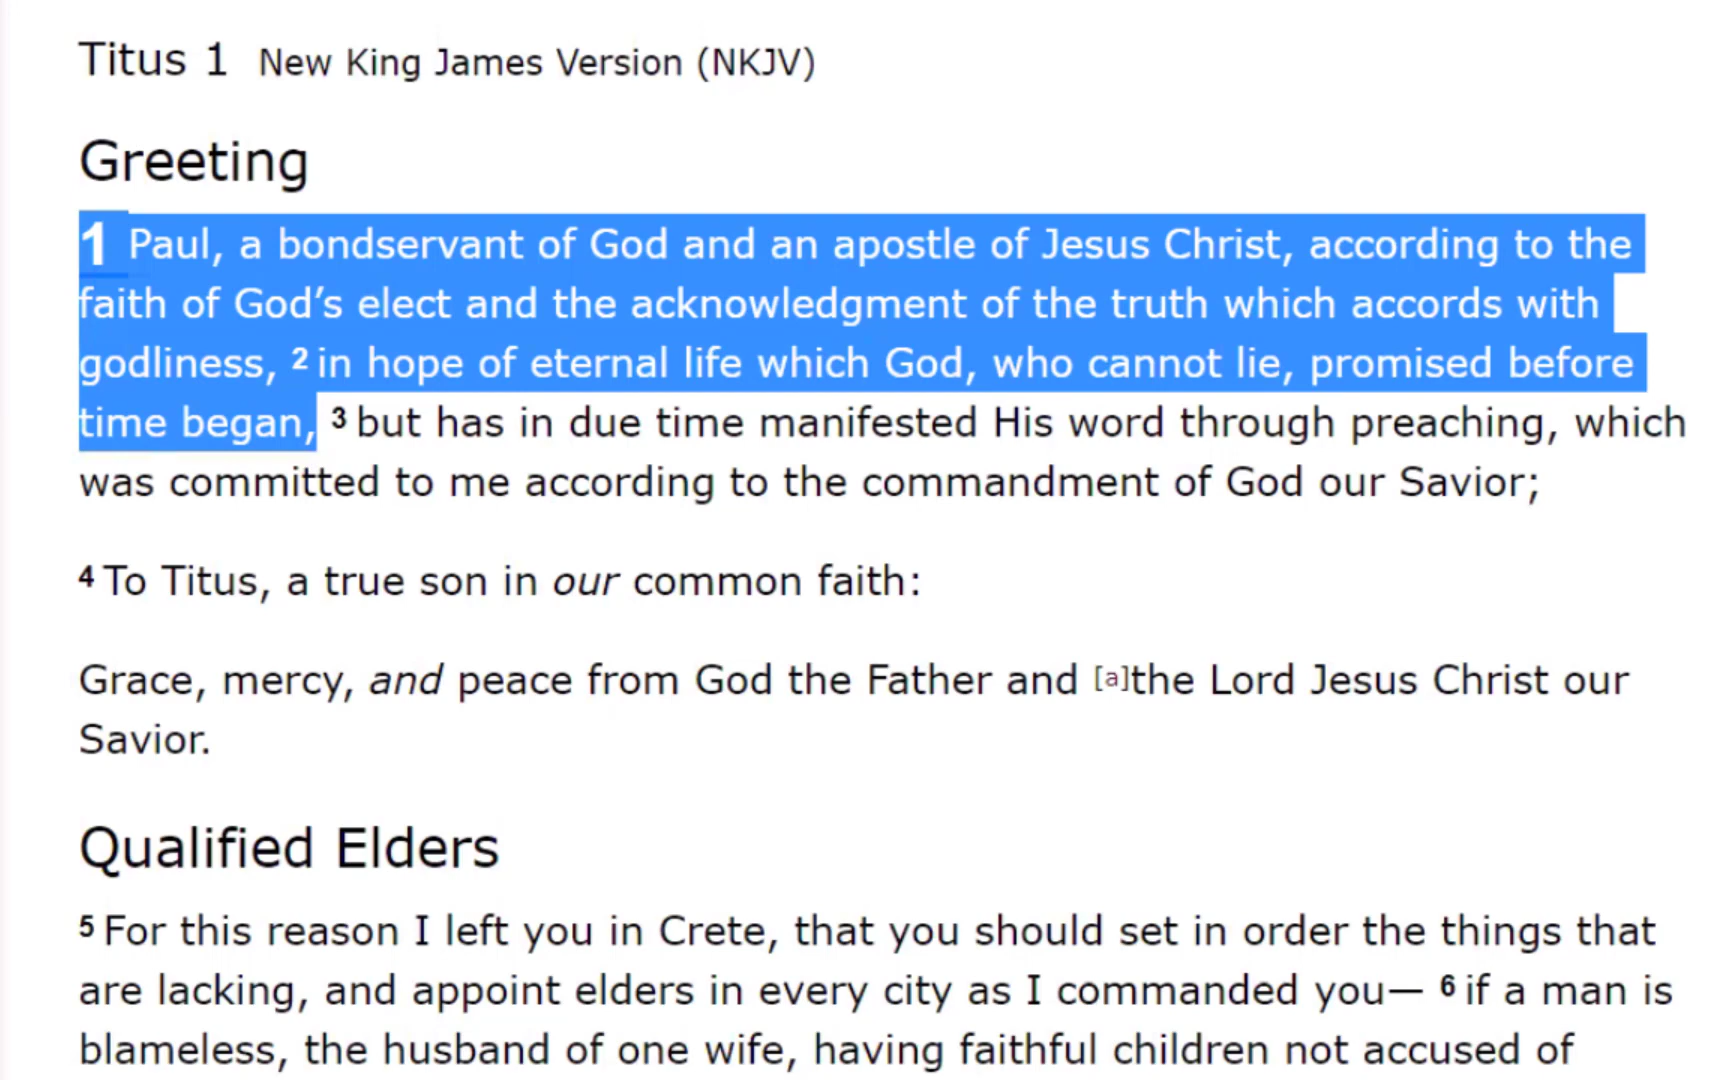 Titus 1 New King James Version (NKJV)
Greeting
1 Paul, a bondservant of God and an apostle of Jesus Christ, according to the
faith of God’s elect and the acknowledgment of the truth which accords with
godliness, 2 in hope of eternal life which God, who cannot lie, promised before
time began, 3 but has in due time manifested His word through preaching, which
was committed to me according to the commandment of God our Savior;
4 To Titus, a true son in our common faith:
Grace, mercy, and peace from God the Father and [a]the Lord Jesus Christ our
Savior.
Qualified Elders
5 For this reason I left you in Crete, that you should set in order the things that
are lacking, and appoint elders in every city as I commanded you— 6 if a man is
blameless, the husband of one wife, having faithful children not accused of